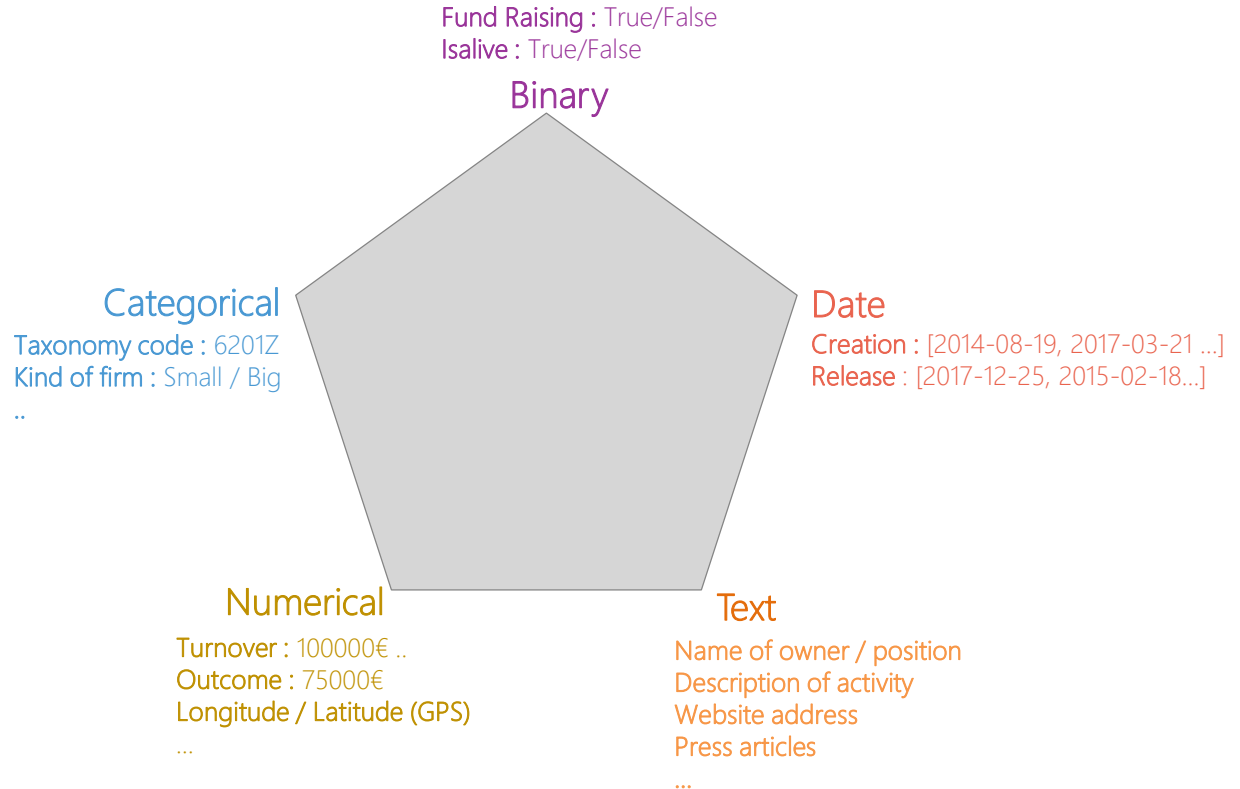 Fund Raising : True/False
Isalive : True/False
Binary
Categorical
Taxonomy code : 6201Z
Kind of firm : Small / Big
..
Date
Creation : [2014-08-19, 2017-03-21 ...]
Release : [2017-12-25, 2015-02-18...]
Numerical
Turnover : 100000€ ..
Outcome : 75000€
Longitude / Latitude (GPS)
...
Text
Name of owner / position
Description of activity
Website address
Press articles
...